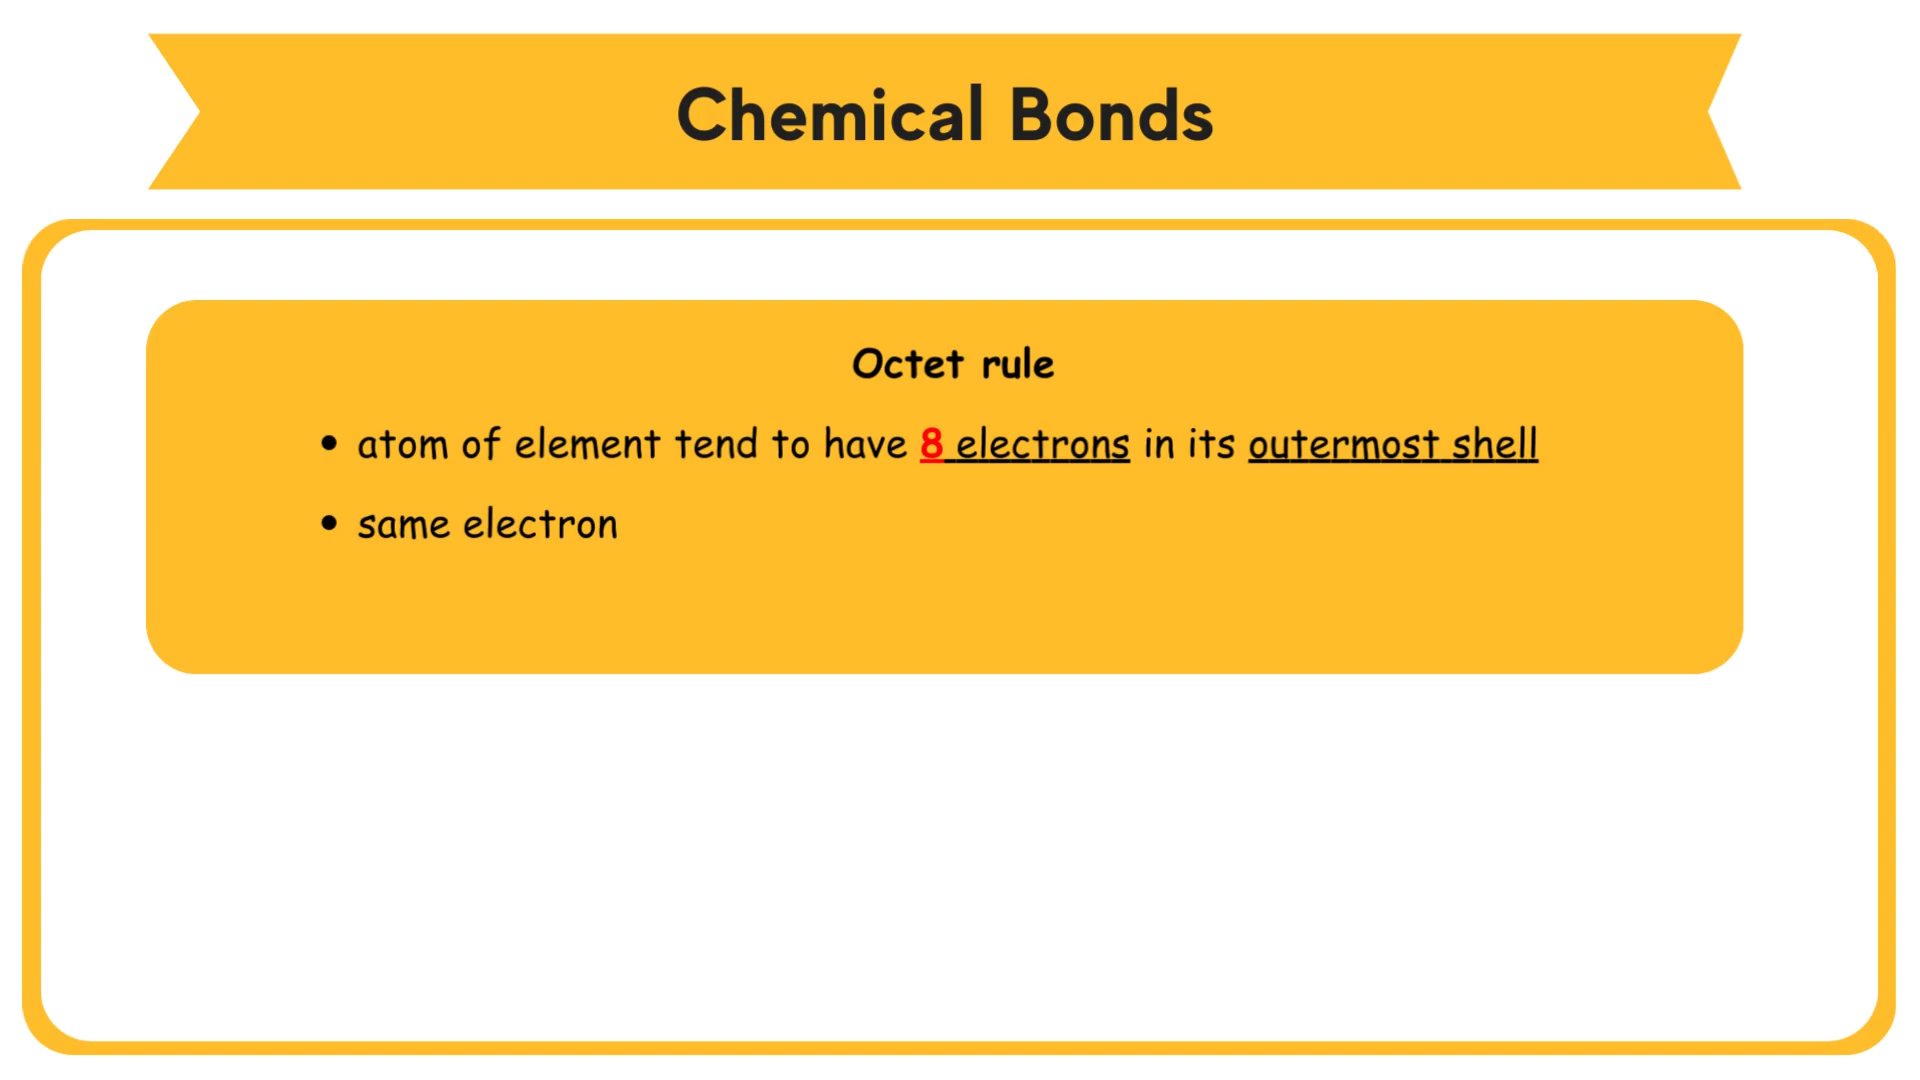 Chemical Bonds
Octet rule
• atom of element tend to have 8 electrons in its outermost shell
• same electron